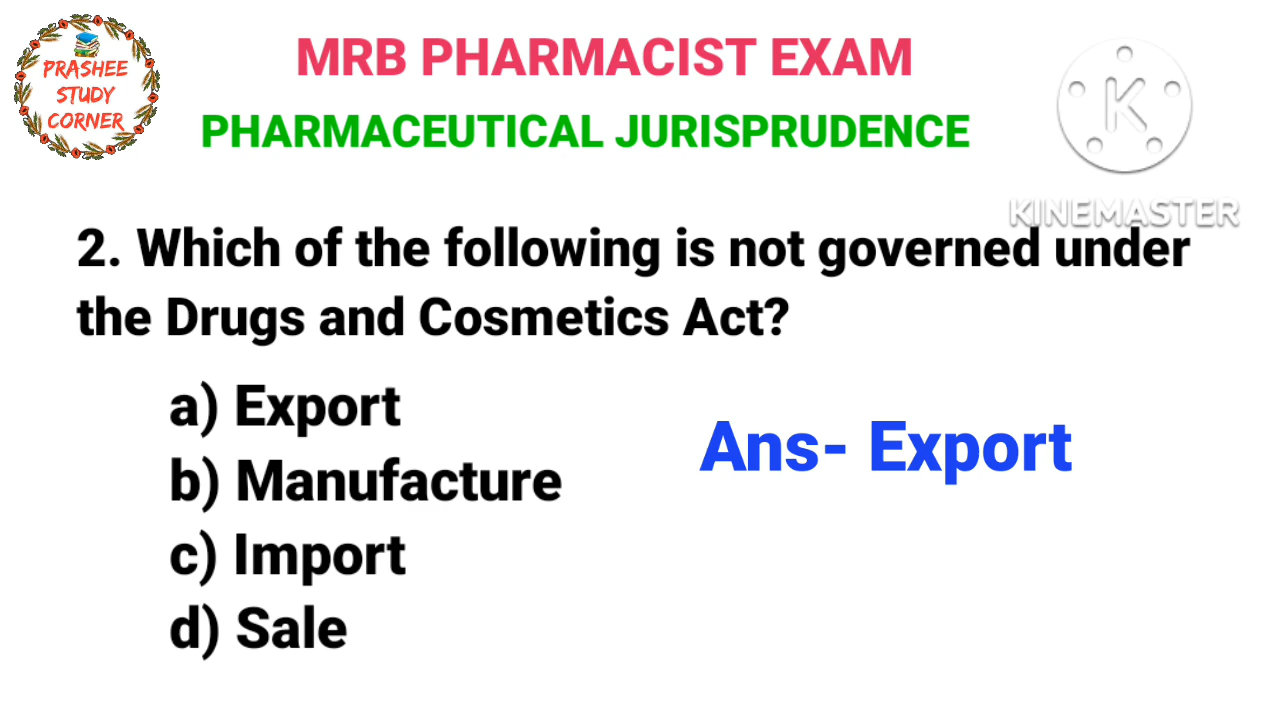 PRASHEE
STUDY
CORNER
MRB PHARMACIST EXAM
PHARMACEUTICAL JURISPRUDENCE
K
KINEMASTER
2. Which of the following is not governed under
the Drugs and Cosmetics Act?
a) Export
b) Manufacture
c) Import
d) Sale
Ans- Export